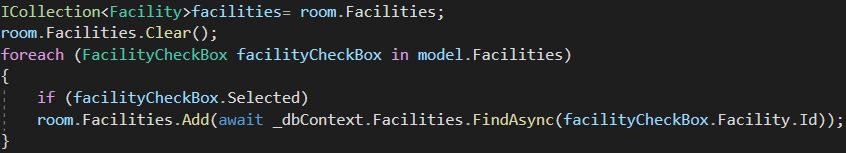 ICollection<Facility>facilities= room.Facilities;
room.Facilities.Clear();
foreach (FacilityCheckBox facilityCheckBox in model.Facilities)
{
    if (facilityCheckBox.Selected)
    room.Facilities.Add(await _dbContext.Facilities.FindAsync(facilityCheckBox.Facility.Id));
}